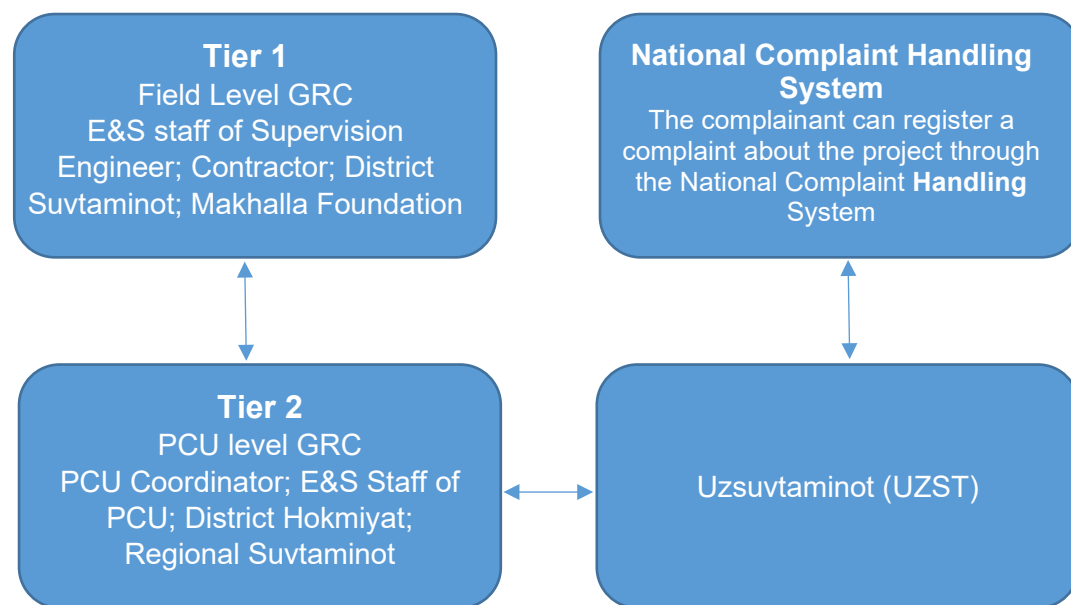 Tier 1
Field Level GRC
E&S staff of Supervision
Engineer; Contractor; District
Suvtaminot; Makhalla Foundation
National Complaint Handling
System
The complainant can register a
complaint about the project through
the National Complaint Handling
System
Tier 2
PCU level GRC
PCU Coordinator; E&S Staff of
PCU; District Hokmiyat;
Regional Suvtaminot
Uzsuvtaminot (UZST)